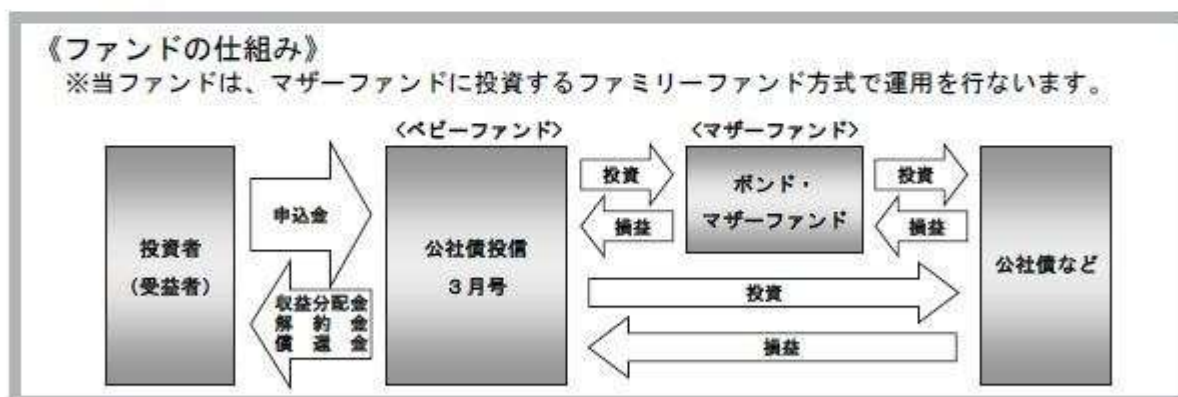 《ファンドの仕組み》
※当ファンドは、マザーファンドに投資するファミリーファンド方式で運用を行ないます。
〈ベビーファンド〉
〈マザーファンド〉
投資者
(受益者)
申込金
収益分配金
解約金
償還金
公社債投信
3月号
投資
損益
ボンド・
マザーファンド
投資
損益
投資
損益
公社債など